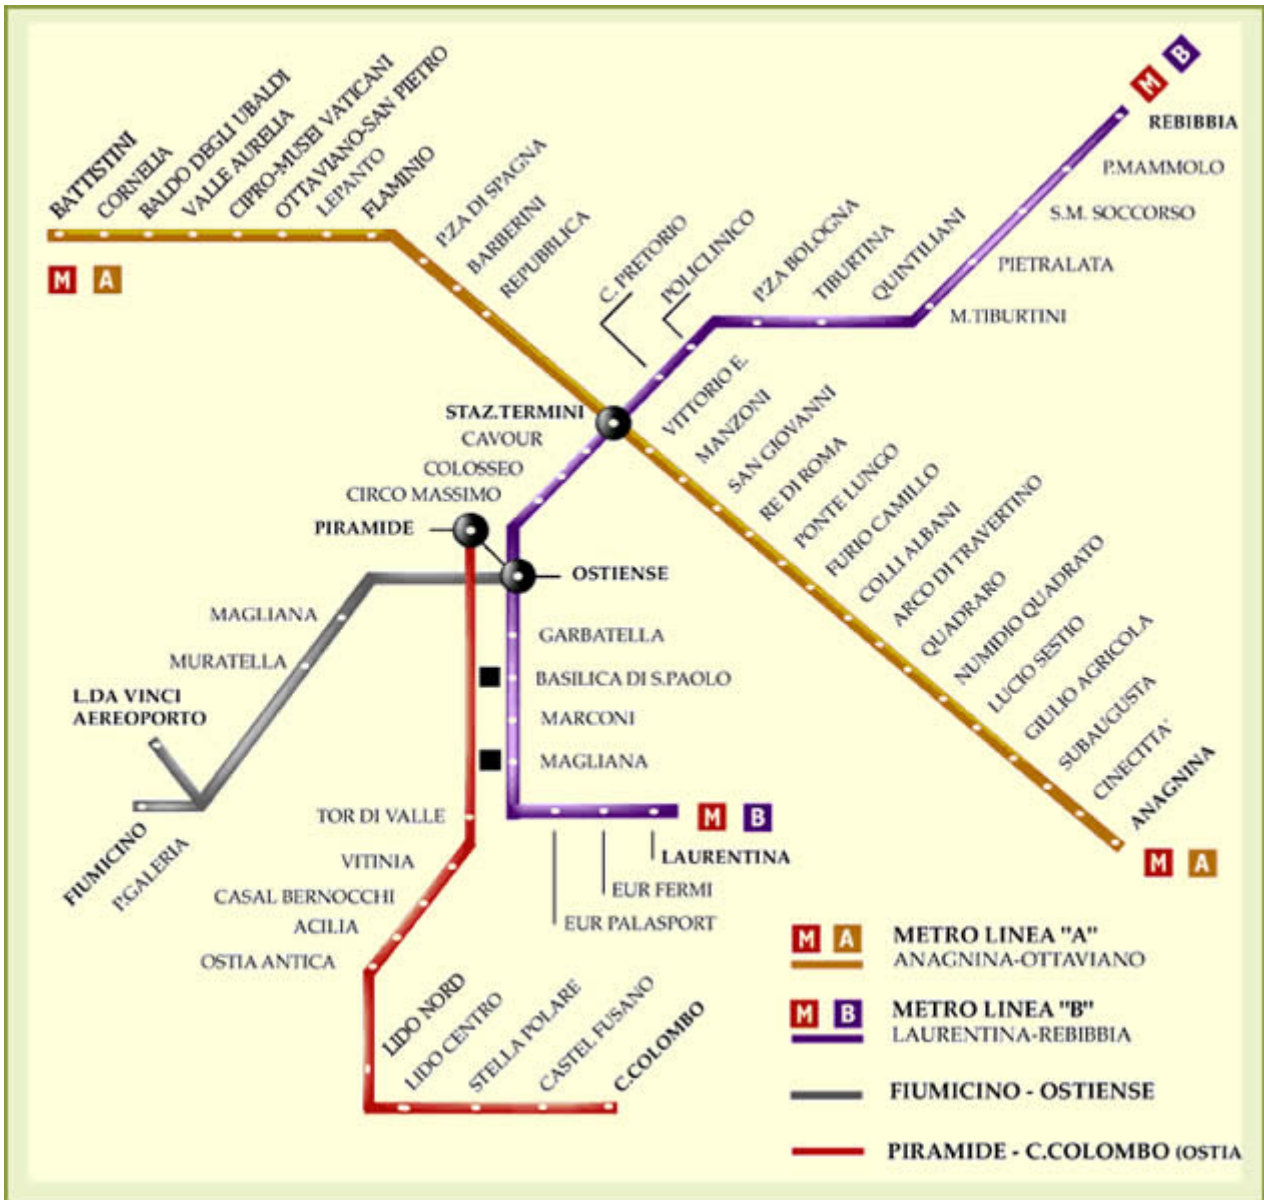 BATTISTINI
CORNELIA
BALDO DEGLI UBALDI
VALLE AURELIA
CIPRO-MUSEI VATICANI
OTTAVIANO-SAN PIETRO
LEPANTO
FLAMINIO
P.ZA DI SPAGNA
BARBERINI
REPUBBLICA
M A
C. PRETORIO
POLICLINICO
P.ZA BOLOGNA
TIBURTINA
QUINTILIANI
M B
REBIBBIA
P.MAMMOLO
S.M. SOCCORSO
PIETRALATA
M.TIBURTINI
STAZ.TERMINI
CAVOUR
COLOSSEO
CIRCO MASSIMO
PIRAMIDE
OSTIENSE
VITTORIO E.
MANZONI
SAN GIOVANNI
RE DI ROMA
PONTE LUNGO
FURIO CAMILLO
COLLI ALBANI
ARCO DI TRAVERTINO
QUADRARO
NUMIDIO QUADRATO
LUCIO SESTIO
GIULIO AGRICOLA
SUBAUGUSTA
CINECITTA'
ANAGNINA
M A
MAGLIANA
MURATELLA
L.DA VINCI
AEREOPORTO
FIUMICINO
P.GALERIA
GARBATELLA
BASILICA DI S.PAOLO
MARCONI
MAGLIANA
M B
LAURENTINA
EUR FERMI
EUR PALASPORT
TOR DI VALLE
VITINIA
CASAL BERNOCCHI
ACILIA
OSTIA ANTICA
LIDO NORD
LIDO CENTRO
STELLA POLARE
CASTEL FUSANO
C.COLOMBO
M A METRO LINEA "A"
ANAGNINA-OTTAVIANO
M B METRO LINEA "B"
LAURENTINA-REBIBBIA
FIUMICINO - OSTIENSE
PIRAMIDE - C.COLOMBO (OSTIA